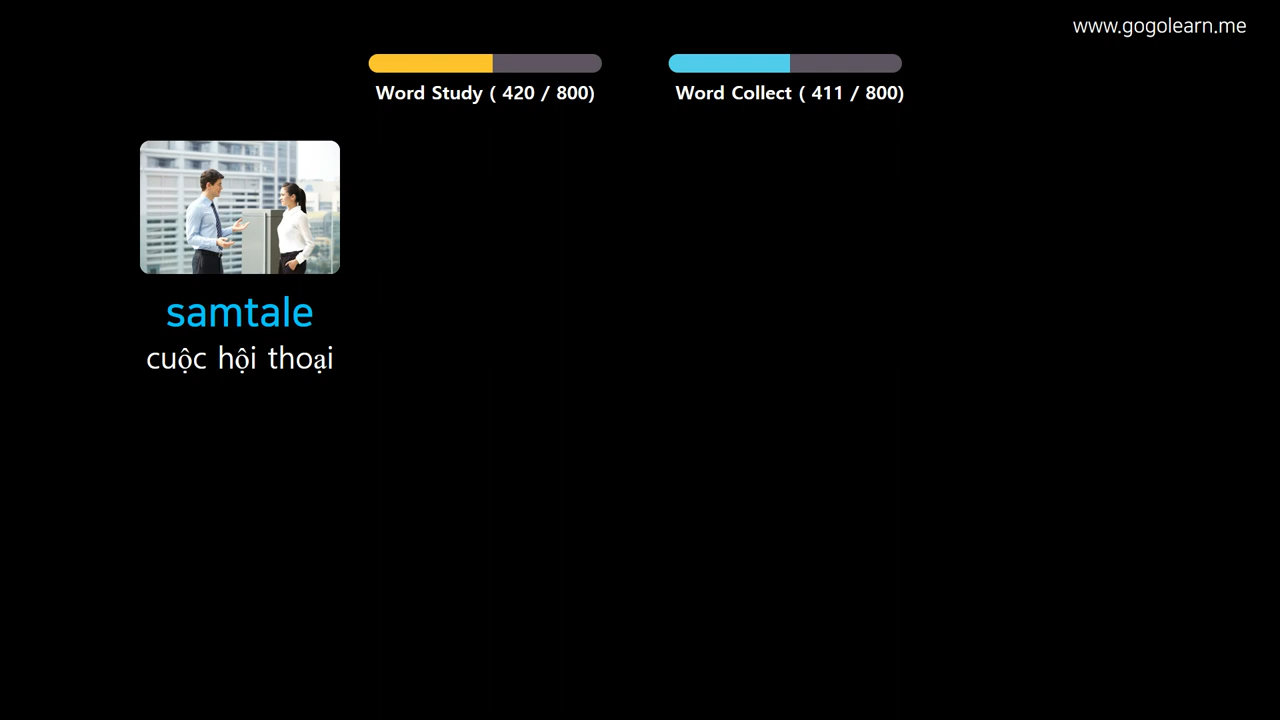 www.gogolearn.me
Word Study ( 420 / 800)
Word Collect ( 411 / 800)
samtale
cuộc hội thoại